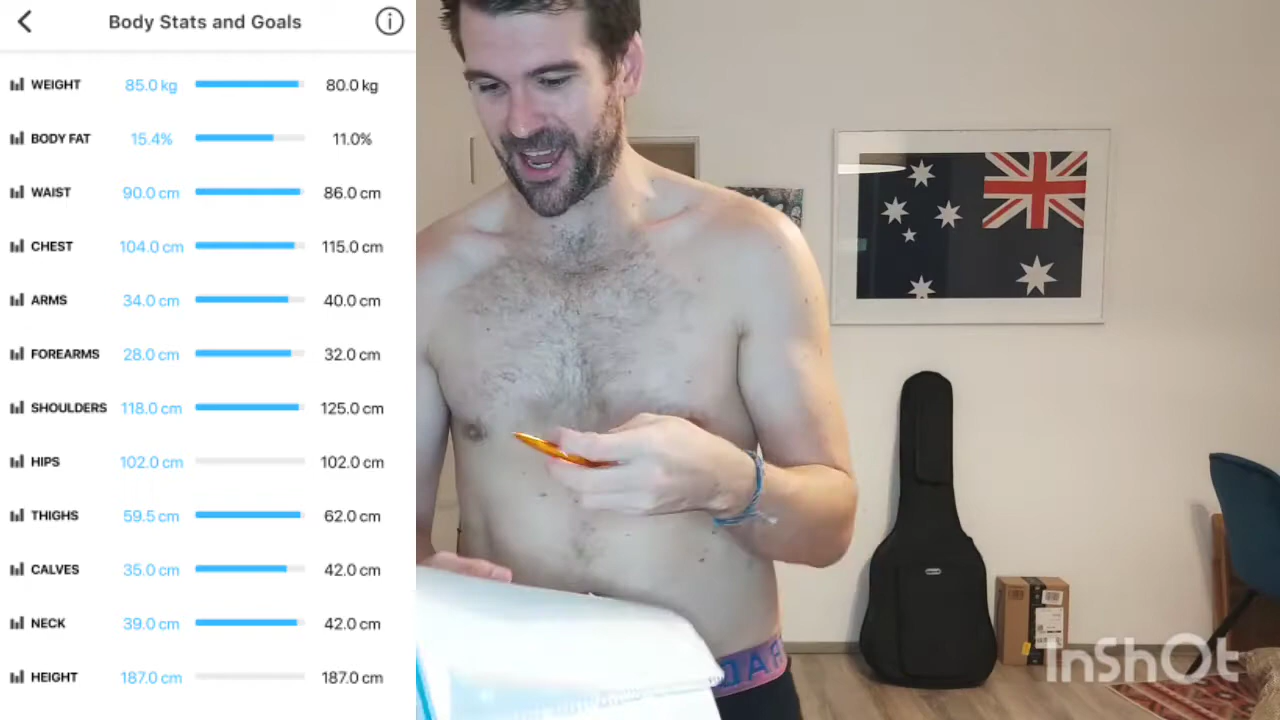 Body Stats and Goals
WEIGHT 85.0 kg 80.0 kg
BODY FAT 15.4% 11.0%
WAIST 90.0 cm 86.0 cm
CHEST 104.0 cm 115.0 cm
ARMS 34.0 cm 40.0 cm
FOREARMS 28.0 cm 32.0 cm
SHOULDERS 118.0 cm 125.0 cm
HIPS 102.0 cm 102.0 cm
THIGHS 59.5 cm 62.0 cm
CALVES 35.0 cm 42.0 cm
NECK 39.0 cm 42.0 cm
HEIGHT 187.0 cm 187.0 cm
InShOt